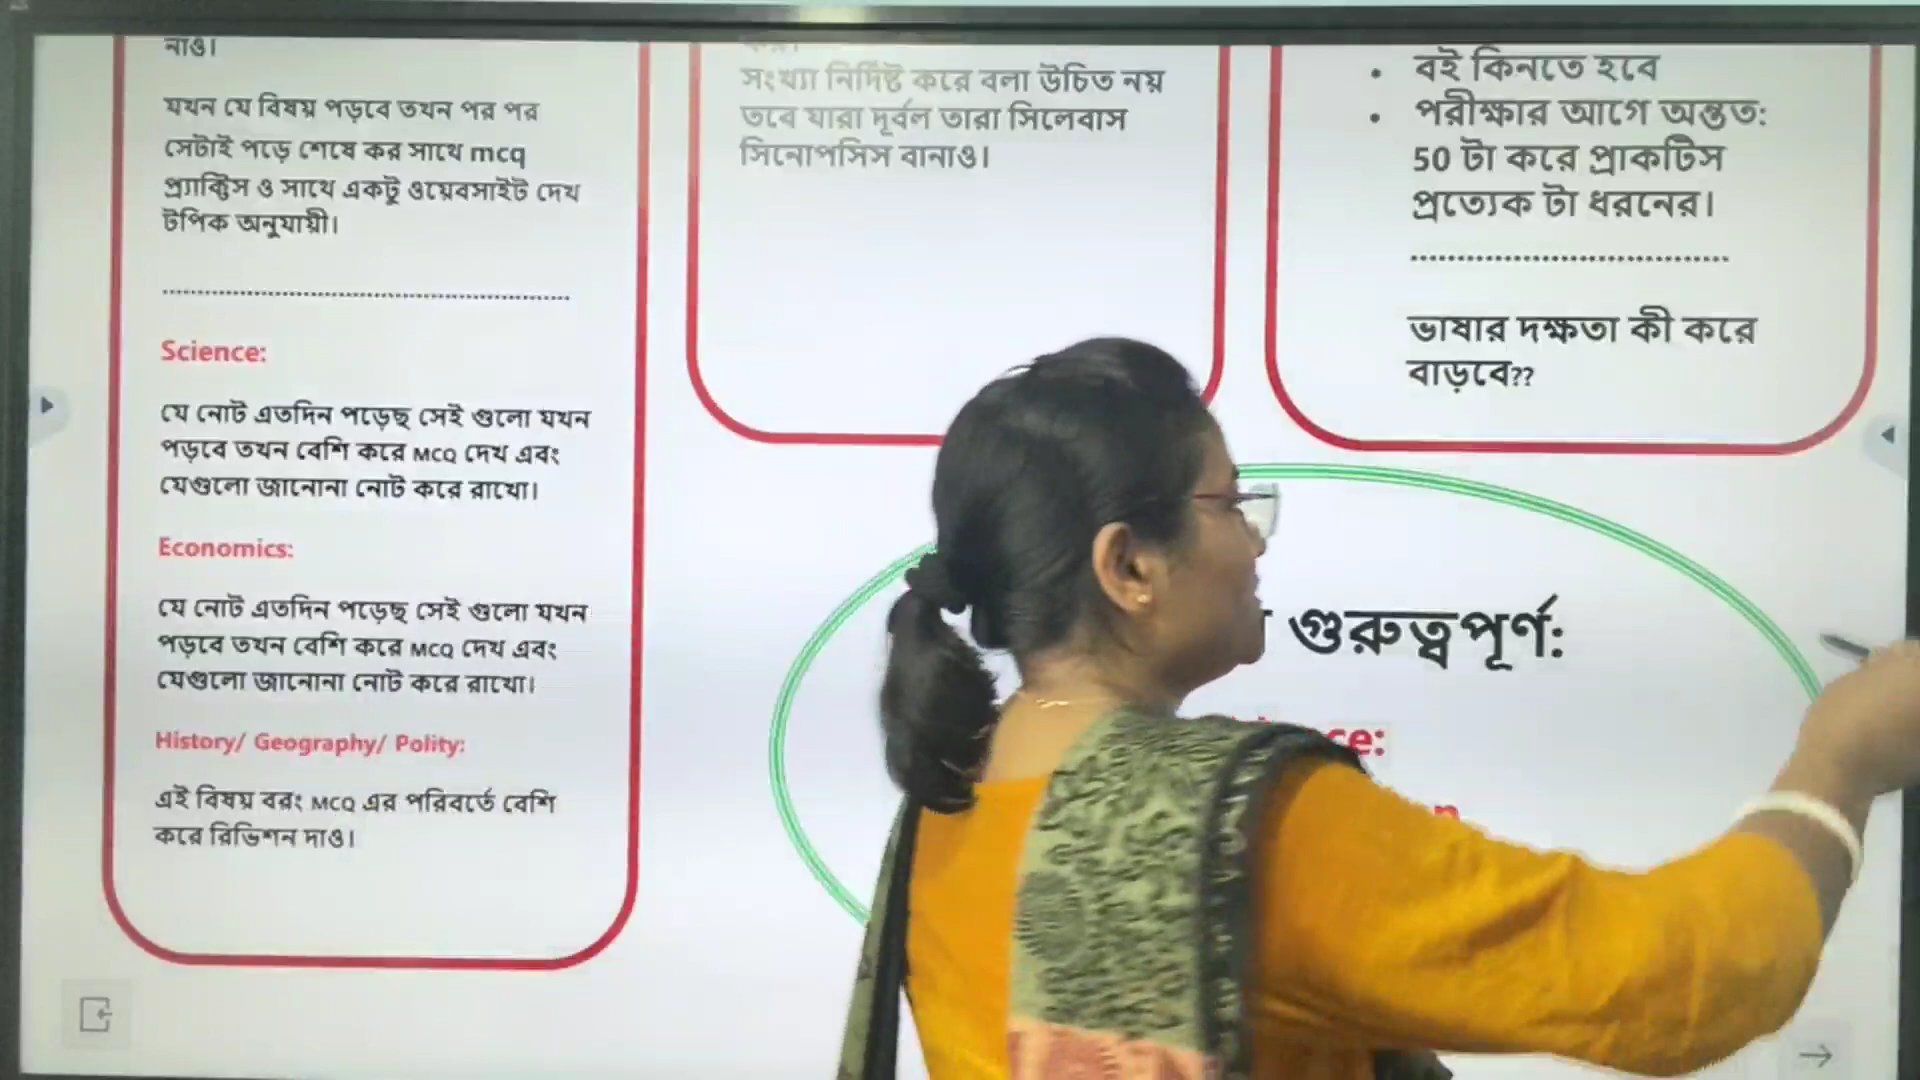 নাও।
যখন যে বিষয় পড়বে তখন পর পর
সেটাই পড়ে শেষে কর সাথে mcq
প্র্যাক্টিস ও সাথে একটু ওয়েবসাইট দেখ
টপিক অনুযায়ী।
Science:
যে নোট এতদিন পড়েছ সেই গুলো যখন
পড়বে তখন বেশি করে MCQ দেখ এবং
যেগুলো জানোনা নোট করে রাখো।
Economics:
যে নোট এতদিন পড়েছ সেই গুলো যখন
পড়বে তখন বেশি করে MCQ দেখ এবং
যেগুলো জানোনা নোট করে রাখো।
History/ Geography/ Polity:
এই বিষয় বরং MCQ এর পরিবর্তে বেশি
করে রিভিশন দাও।
সংখ্যা নির্দিষ্ট করে বলা উচিত নয়
তবে যারা দূর্বল তারা সিলেবাস
সিনোপসিস বানাও।
• বই কিনতে হবে
• পরীক্ষার আগে অন্তত:
50 টা করে প্রাকটিস
প্রত্যেক টা ধরনের।
ভাষার দক্ষতা কী করে
বাড়বে??
গুরুত্বপূর্ণ: